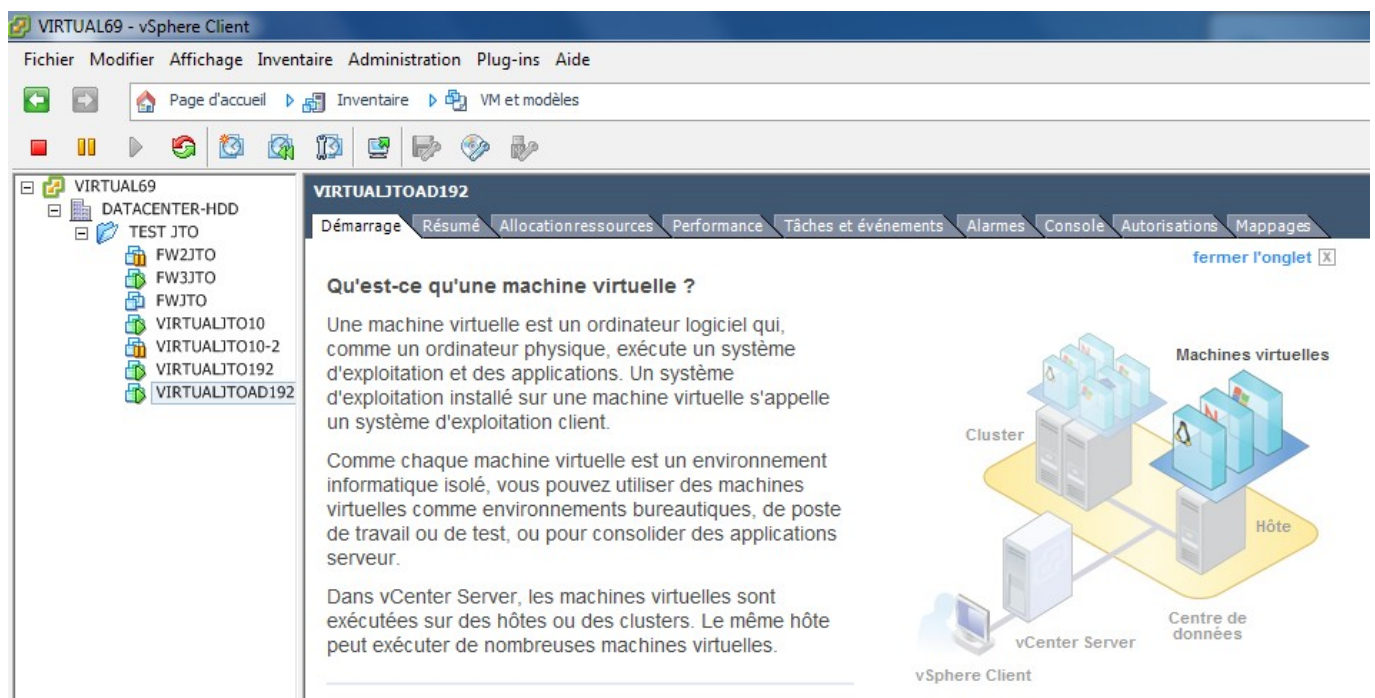 VIRTUAL69 - vSphere Client
Fichier Modifier Affichage Inventaire Administration Plug-ins Aide
Page d'accueil Inventaire VM et modèles
VIRTUAL69
DATACENTER-HDD
TEST JTO
FW2JTO
FW3JTO
FWJTO
VIRTUALJTO10
VIRTUALJTO10-2
VIRTUALJTO192
VIRTUALJTOAD192
VIRTUALJTOAD192
Démarrage Résumé Allocation ressources Performance Tâches et événements Alarmes Console Autorisations Mappages
fermer l'onglet X
Qu'est-ce qu'une machine virtuelle ?
Une machine virtuelle est un ordinateur logiciel qui,
comme un ordinateur physique, exécute un système
d'exploitation et des applications. Un système
d'exploitation installé sur une machine virtuelle s'appelle
un système d'exploitation client.
Comme chaque machine virtuelle est un environnement
informatique isolé, vous pouvez utiliser des machines
virtuelles comme environnements bureautiques, de poste
de travail ou de test, ou pour consolider des applications
serveur.
Dans vCenter Server, les machines virtuelles sont
exécutées sur des hôtes ou des clusters. Le même hôte
peut exécuter de nombreuses machines virtuelles.
Machines virtuelles
Cluster
Hôte
Centre de
données
vCenter Server
vSphere Client